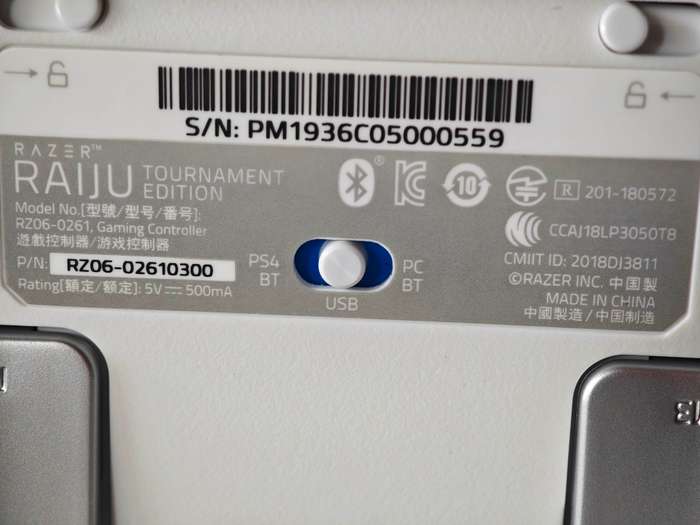 S/N: PM1936C05000559
RAZER™
RAIJU TOURNAMENT EDITION
Model No.[型號/型号/番号]:
RZ06-0261, Gaming Controller
遊戲控制器/游戏控制器
P/N: RZ06-02610300
Rating[額定/额定]: 5V⎓500mA
PS4 BT
USB
PC BT
®
10
R 201-180572
CCAJ18LP3050T8
CMIIT ID: 2018DJ3811
©RAZER INC. 中国製
MADE IN CHINA
中國製造/中国制造